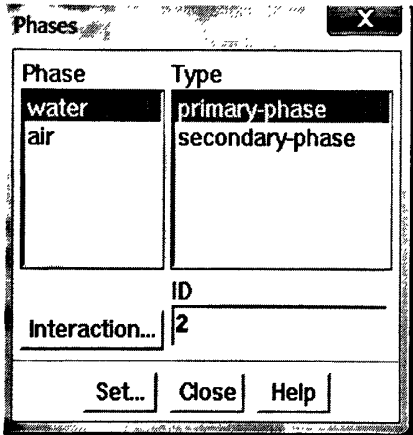 Phases
X
Phase Type
water primary-phase
air secondary-phase
ID
Interaction... 2
Set... Close Help